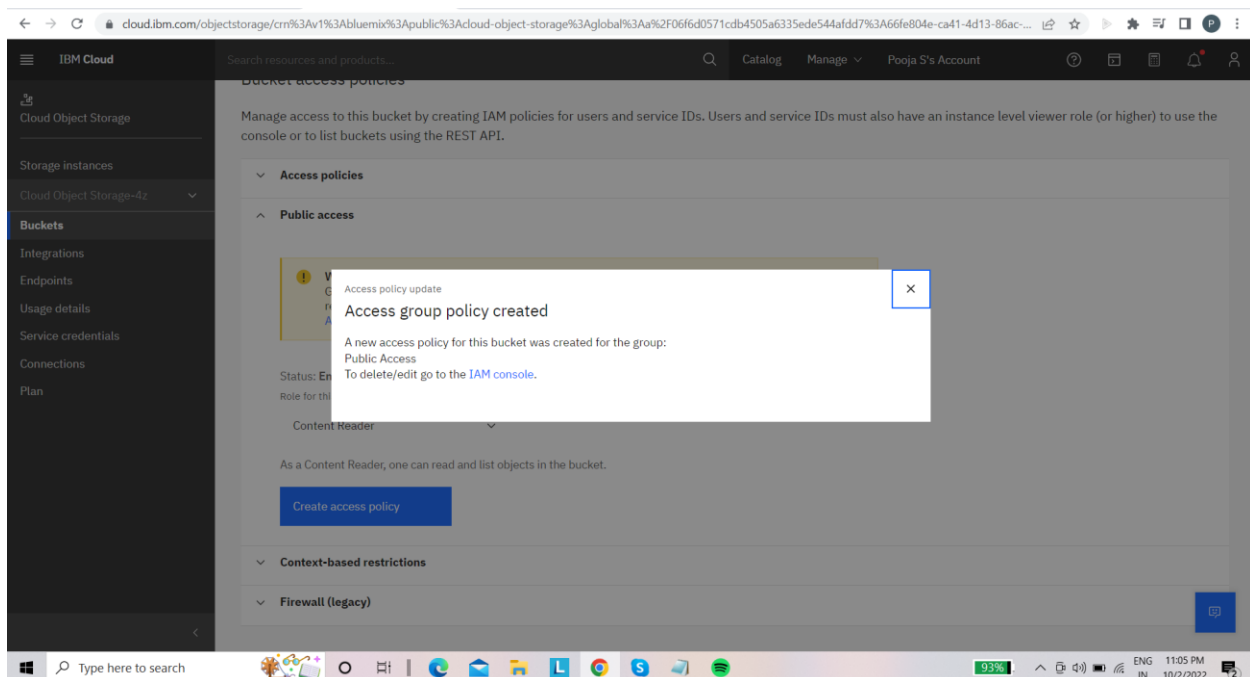 cloud.ibm.com/objectstorage/crn%3Av1%3Abluemix%3Apublic%3Acloud-object-storage%3Aglobal%3Aa%2F06f6d0571cdb4505a6335ede544afdd7%3A66fe804e-ca41-4d13-86ac-...
P
IBM Cloud
Search resources and products...
Catalog
Manage
Pooja S's Account
Bucket access policies
Cloud Object Storage
Manage access to this bucket by creating IAM policies for users and service IDs. Users and service IDs must also have an instance level viewer role (or higher) to use the
console or to list buckets using the REST API.
Storage instances
Cloud Object Storage-4z
Buckets
Integrations
Endpoints
Usage details
Service credentials
Connections
Plan
Access policies
Public access
Access policy update
Access group policy created
A new access policy for this bucket was created for the group:
Public Access
To delete/edit go to the IAM console.
Status: En
Role for thi
Content Reader
As a Content Reader, one can read and list objects in the bucket.
Create access policy
Context-based restrictions
Firewall (legacy)
Type here to search
93%
ENG
IN
11:05 PM
10/2/2022